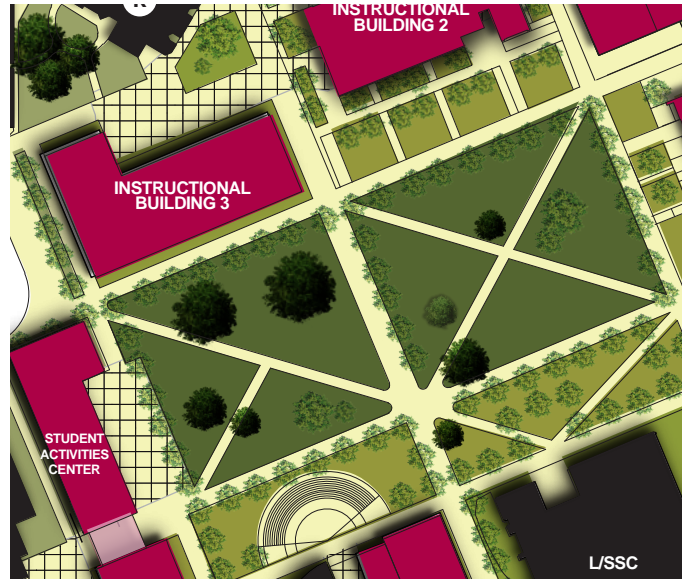 INSTRUCTIONAL
BUILDING 2
INSTRUCTIONAL
BUILDING 3
STUDENT
ACTIVITIES
CENTER
L/SSC